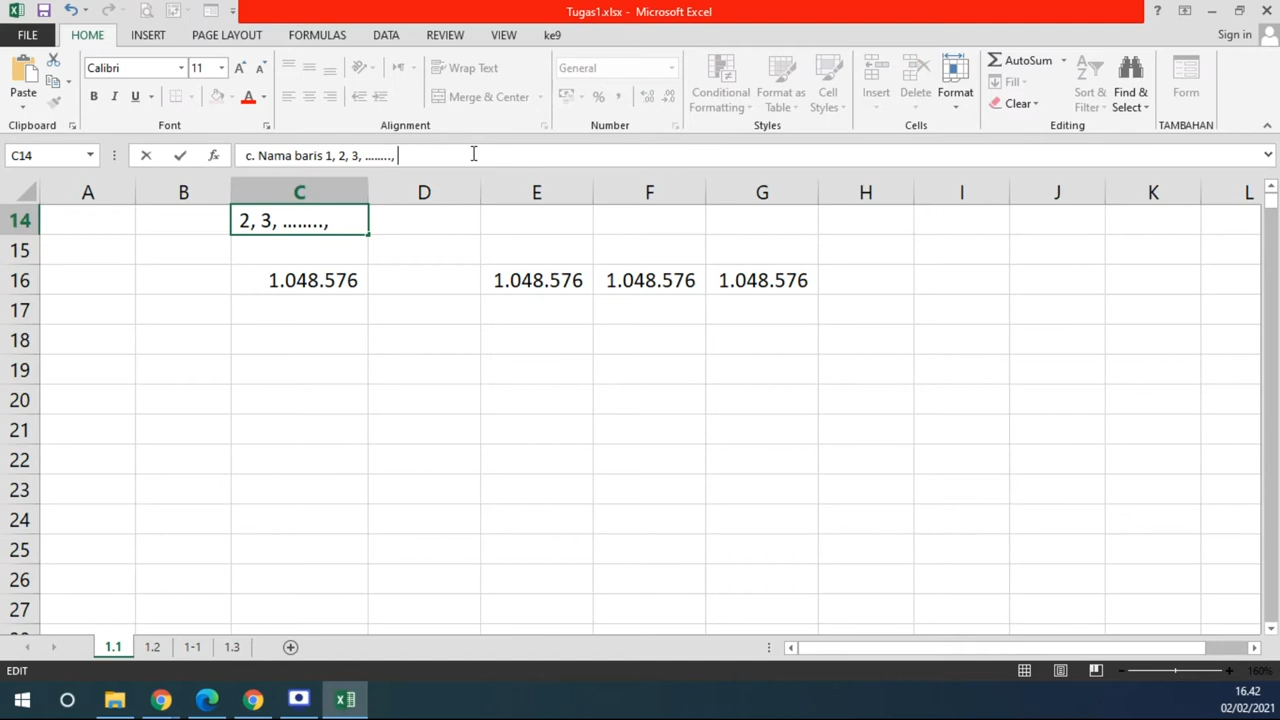 Tugas1.xlsx - Microsoft Excel
?
FILE HOME INSERT PAGE LAYOUT FORMULAS DATA REVIEW VIEW ke9 Sign in
Paste
Calibri 11
B I U
Wrap Text
Merge & Center
General
%
Conditional Formatting
Format as Table
Cell Styles
Insert
Delete
Format
AutoSum
Fill
Clear
Sort & Filter
Find & Select
Form
Clipboard Font Alignment Number Styles Cells Editing TAMBAHAN
C14 fx c. Nama baris 1, 2, 3, ........,
A B C D E F G H I J K L
14 2, 3, ........,
15
16 1.048.576 1.048.576 1.048.576 1.048.576
17
18
19
20
21
22
23
24
25
26
27
1.1 1.2 1-1 1.3
EDIT 160%
16.42
02/02/2021